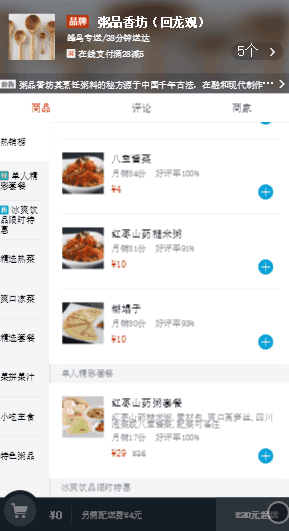 品牌 粥品香坊（回龙观）
蜂鸟专送/38分钟送达
在线支付满28减5
5个
粥品香坊其烹饪粥料的秘方源于中国千年古法，在融和现代制作···
商品 评论 商家
热销榜
单人精
彩套餐
冰爽饮
品限时特
惠
精选热菜
爽口凉菜
精选套餐
果拼果汁
小吃主食
特色粥品
八宝酱菜
月销84份 好评率100%
¥4
红枣山药糙米粥
月销81份 好评率91%
¥10
糊塌子
月销80份 好评率93%
¥10
单人精彩套餐
红枣山药粥套餐
红枣山药糙米粥,素材包,爽口莴笋丝,四川
泡菜或八宝酱菜,配菜可备注
月销17份 好评率100%
¥29 ¥36
冰爽饮品限时特惠
¥0 另需配送费¥4元
¥20元起送